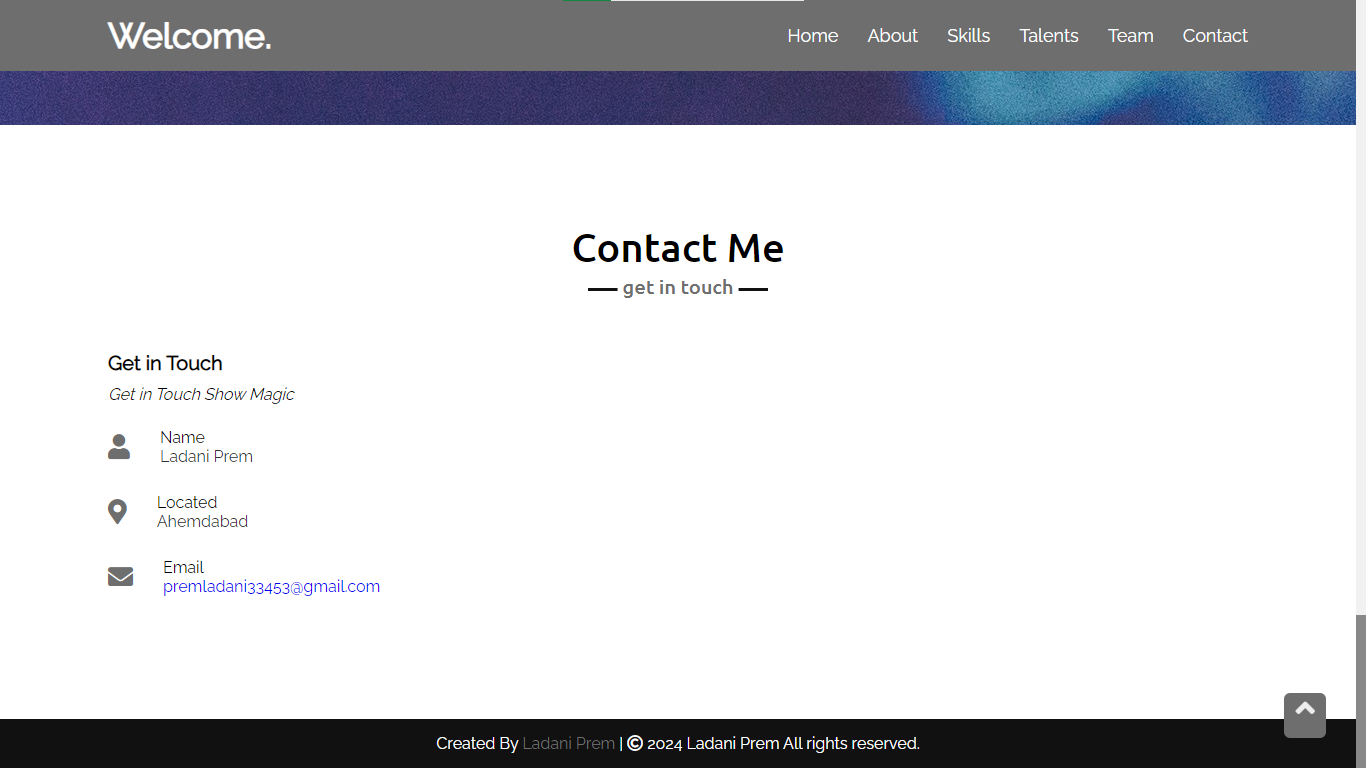 Welcome.
Home About Skills Talents Team Contact
Contact Me
get in touch
Get in Touch
Get in Touch Show Magic
Name
Ladani Prem
Located
Ahemdabad
Email
premladani33453@gmail.com
Created By Ladani Prem | © 2024 Ladani Prem All rights reserved.